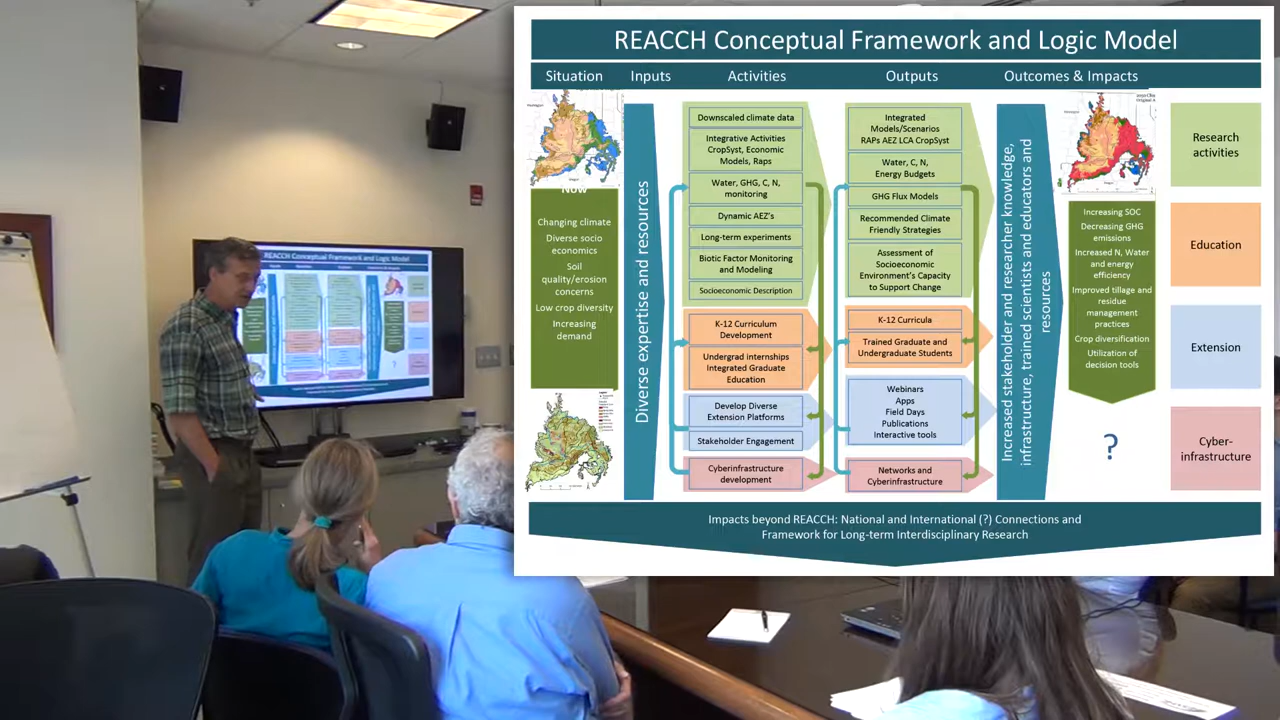 REACCH Conceptual Framework and Logic Model
Situation Inputs Activities Outputs Outcomes & Impacts
Now
Changing climate
Diverse socio
economics
Soil
quality/erosion
concerns
Low crop diversity
Increasing
demand
Diverse expertise and resources
Downscaled climate data
Integrative Activities
CropSyst, Economic
Models, Raps
Water, GHG, C, N,
monitoring
Dynamic AEZ's
Long-term experiments
Biotic Factor Monitoring
and Modeling
Socioeconomic Description
K-12 Curriculum
Development
Undergrad internships
Integrated Graduate
Education
Develop Diverse
Extension Platforms
Stakeholder Engagement
Cyberinfrastructure
development
Integrated
Models/Scenarios
RAPs AEZ LCA CropSyst
Water, C, N,
Energy Budgets
GHG Flux Models
Recommended Climate
Friendly Strategies
Assessment of
Socioeconomic
Environment's Capacity
to Support Change
K-12 Curricula
Trained Graduate and
Undergraduate Students
Webinars
Apps
Field Days
Publications
Interactive tools
Networks and
Cyberinfrastructure
Increased stakeholder and researcher knowledge,
infrastructure, trained scientists and educators and
resources
Increasing SOC
Decreasing GHG
emissions
Increased N, Water
and energy
efficiency
Improved tillage and
residue
management
practices
Crop diversification
Utilization of
decision tools
?
Research
activities
Education
Extension
Cyber-
infrastructure
Impacts beyond REACCH: National and International (?) Connections and
Framework for Long-term Interdisciplinary Research
REACCH Conceptual Framework and Logic Model